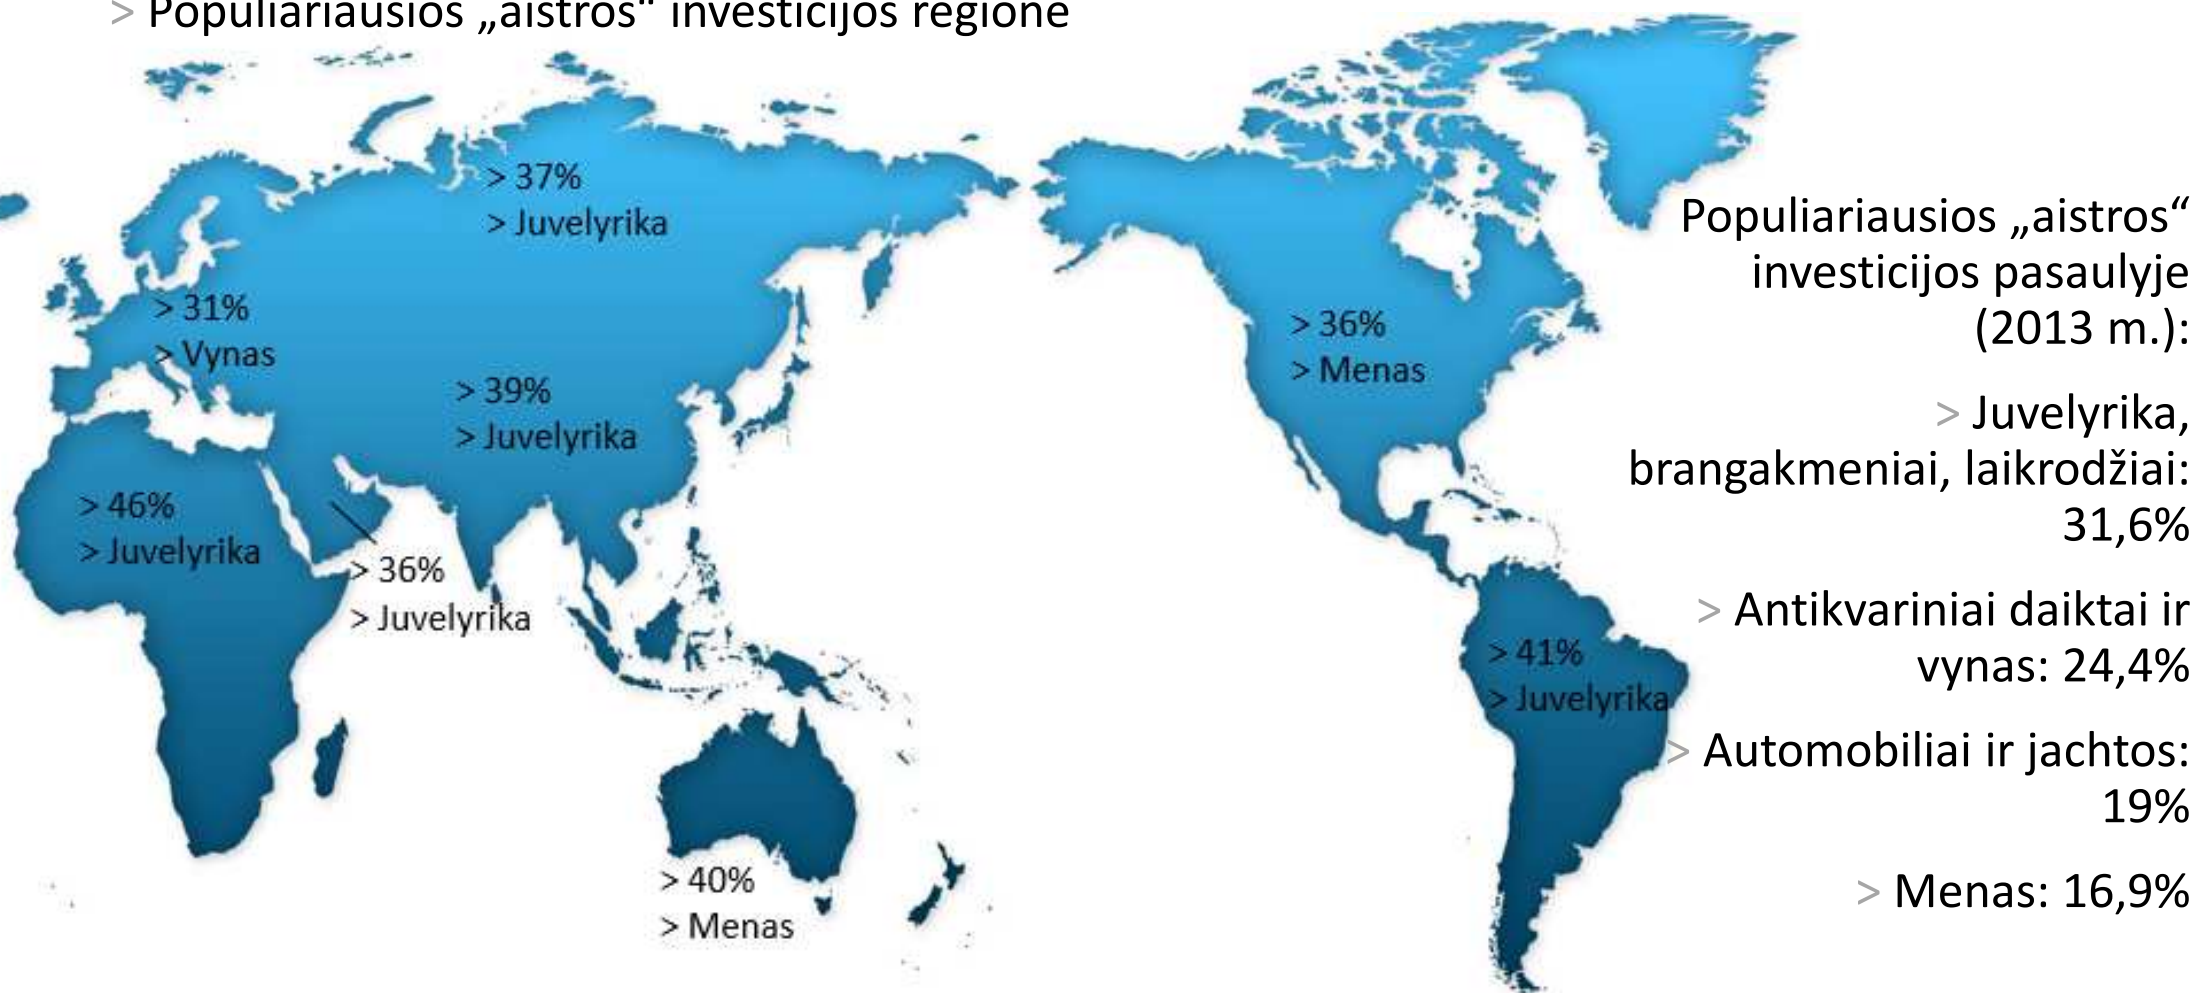 > Populiariausios „aistros“ investicijos regione
> 37%
> Juvelyrika
> 31%
> Vynas
> 39%
> Juvelyrika
> 46%
> Juvelyrika
> 36%
> Juvelyrika
> 40%
> Menas
> 36%
> Menas
> 41%
> Juvelyrika
Populiariausios „aistros“
investicijos pasaulyje
(2013 m.):
> Juvelyrika,
brangakmeniai, laikrodžiai:
31,6%
> Antikvariniai daiktai ir
vynas: 24,4%
> Automobiliai ir jachtos:
19%
> Menas: 16,9%